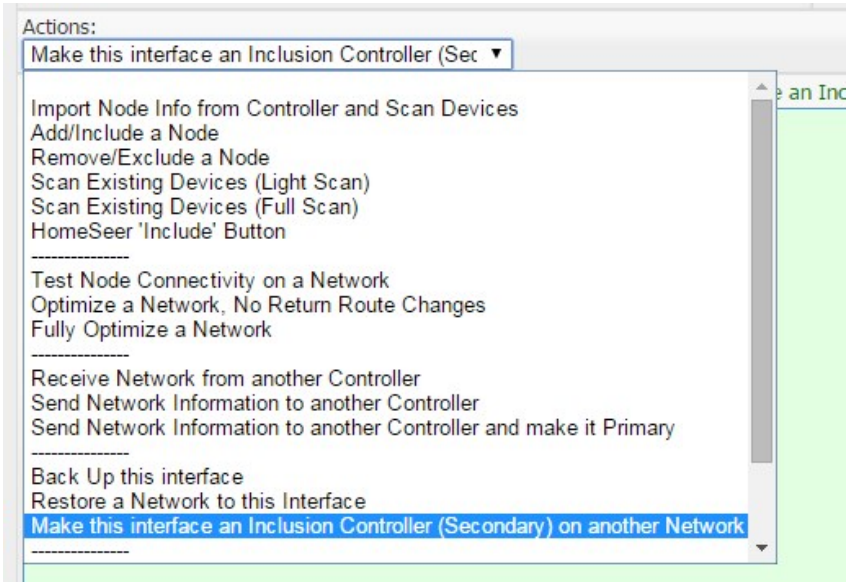 Actions:
Make this interface an Inclusion Controller (Sec
e an Inc
Import Node Info from Controller and Scan Devices
Add/Include a Node
Remove/Exclude a Node
Scan Existing Devices (Light Scan)
Scan Existing Devices (Full Scan)
HomeSeer 'Include' Button
---------------
Test Node Connectivity on a Network
Optimize a Network, No Return Route Changes
Fully Optimize a Network
---------------
Receive Network from another Controller
Send Network Information to another Controller
Send Network Information to another Controller and make it Primary
---------------
Back Up this interface
Restore a Network to this Interface
Make this interface an Inclusion Controller (Secondary) on another Network
---------------